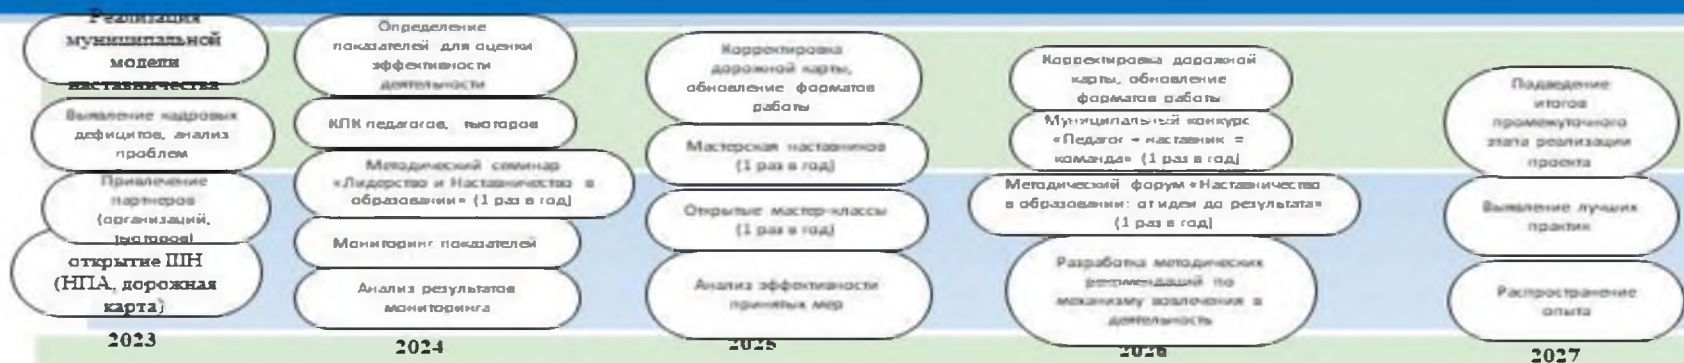 Реализация
муниципальной
модели
наставничества
Выявление кадровых
дефицитов, анализ
проблем
Привлечение
партнеров
(организаций,
тьюторов)
открытие ШН
(НПА, дорожная
карта)
2023
Определение
показателей для оценки
эффективности
деятельности
КПК педагогов, тьюторов
Методический семинар
«Лидерство и Наставничество в
образовании» (1 раз в год)
Мониторинг показателей
Анализ результатов
мониторинга
2024
Корректировка
дорожной карты,
обновление форматов
работы
Мастерская наставников
(1 раз в год)
Открытые мастер-классы
(1 раз в год)
Анализ эффективности
принятых мер
2025
Корректировка дорожной
карты, обновление
форматов работы
Муниципальный конкурс
«Педагог + наставник =
команда» (1 раз в год)
Методический форум «Наставничество
в образовании: от идеи до результата»
(1 раз в год)
Разработка методических
рекомендаций по
механизму вовлечения в
деятельность
2026
Подведение
итогов
промежуточного
этапа реализации
проекта
Выявление лучших
практик
Распространение
опыта
2027